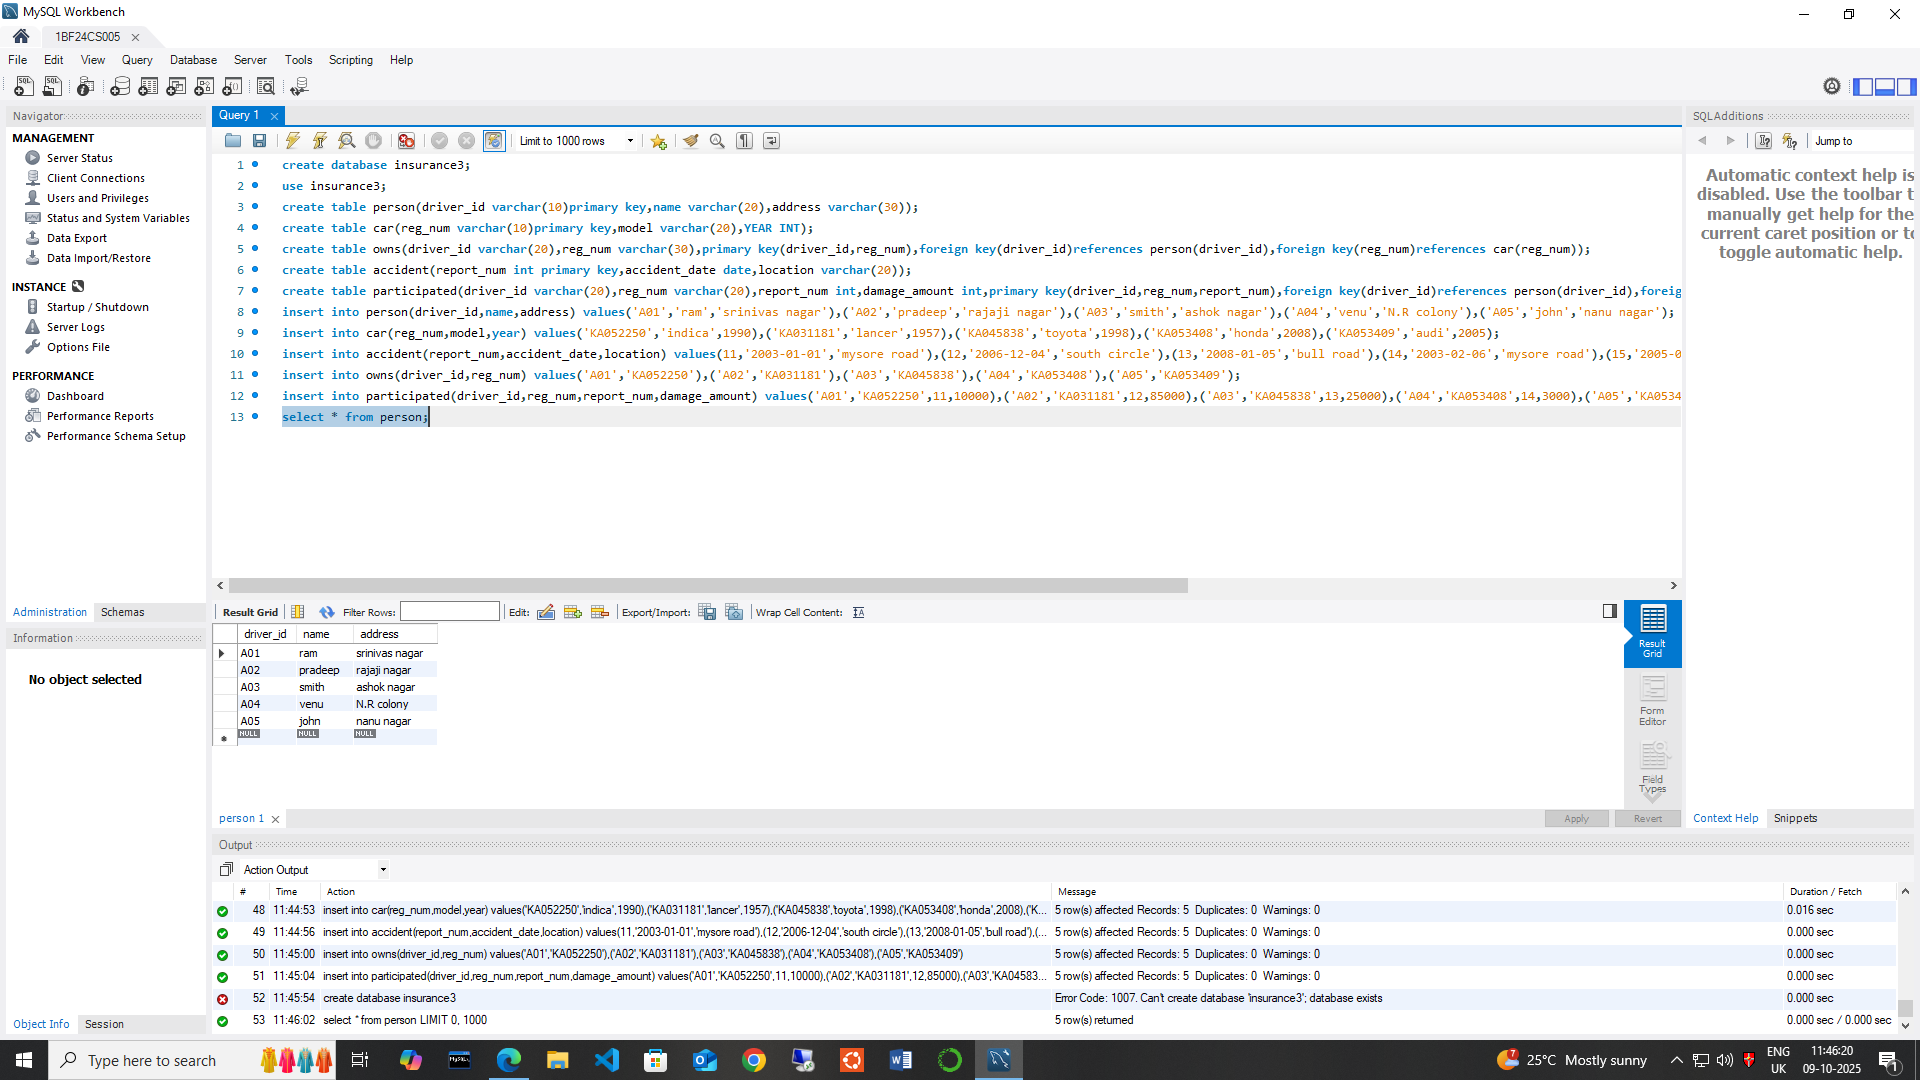 MySQL Workbench
1BF24CS005
File Edit View Query Database Server Tools Scripting Help
Navigator
MANAGEMENT
Server Status
Client Connections
Users and Privileges
Status and System Variables
Data Export
Data Import/Restore
INSTANCE
Startup / Shutdown
Server Logs
Options File
PERFORMANCE
Dashboard
Performance Reports
Performance Schema Setup
Administration Schemas
Information
No object selected
Object Info Session
Query 1
Limit to 1000 rows
1 create database insurance3;
2 use insurance3;
3 create table person(driver_id varchar(10)primary key,name varchar(20),address varchar(30));
4 create table car(reg_num varchar(10)primary key,model varchar(20),YEAR INT);
5 create table owns(driver_id varchar(20),reg_num varchar(30),primary key(driver_id,reg_num),foreign key(driver_id)references person(driver_id),foreign key(reg_num)references car(reg_num));
6 create table accident(report_num int primary key,accident_date date,location varchar(20));
7 create table participated(driver_id varchar(20),reg_num varchar(20),report_num int,damage_amount int,primary key(driver_id,reg_num,report_num),foreign key(driver_id)references person(driver_id),foreig
8 insert into person(driver_id,name,address) values('A01','ram','srinivas nagar'),('A02','pradeep','rajaji nagar'),('A03','smith','ashok nagar'),('A04','venu','N.R colony'),('A05','john','nanu nagar');
9 insert into car(reg_num,model,year) values('KA052250','indica',1990),('KA031181','lancer',1957),('KA045838','toyota',1998),('KA053408','honda',2008),('KA053409','audi',2005);
10 insert into accident(report_num,accident_date,location) values(11,'2003-01-01','mysore road'),(12,'2006-12-04','south circle'),(13,'2008-01-05','bull road'),(14,'2003-02-06','mysore road'),(15,'2005-0
11 insert into owns(driver_id,reg_num) values('A01','KA052250'),('A02','KA031181'),('A03','KA045838'),('A04','KA053408'),('A05','KA053409');
12 insert into participated(driver_id,reg_num,report_num,damage_amount) values('A01','KA052250',11,10000),('A02','KA031181',12,85000),('A03','KA045838',13,25000),('A04','KA053408',14,3000),('A05','KA0534
13 select * from person;
Result Grid Filter Rows: Edit: Export/Import: Wrap Cell Content:
driver_id name address
A01 ram srinivas nagar
A02 pradeep rajaji nagar
A03 smith ashok nagar
A04 venu N.R colony
A05 john nanu nagar
NULL NULL NULL
Result Grid
Form Editor
Field Types
person 1
Apply Revert
SQLAdditions
Jump to
Automatic context help is
disabled. Use the toolbar t
manually get help for the
current caret position or to
toggle automatic help.
Context Help Snippets
Output
Action Output
# Time Action Message Duration / Fetch
48 11:44:53 insert into car(reg_num,model,year) values('KA052250','indica',1990),('KA031181','lancer',1957),('KA045838','toyota',1998),('KA053408','honda',2008),('K... 5 row(s) affected Records: 5 Duplicates: 0 Warnings: 0 0.016 sec
49 11:44:56 insert into accident(report_num,accident_date,location) values(11,'2003-01-01','mysore road'),(12,'2006-12-04','south circle'),(13,'2008-01-05','bull road'),(... 5 row(s) affected Records: 5 Duplicates: 0 Warnings: 0 0.000 sec
50 11:45:00 insert into owns(driver_id,reg_num) values('A01','KA052250'),('A02','KA031181'),('A03','KA045838'),('A04','KA053408'),('A05','KA053409') 5 row(s) affected Records: 5 Duplicates: 0 Warnings: 0 0.000 sec
51 11:45:04 insert into participated(driver_id,reg_num,report_num,damage_amount) values('A01','KA052250',11,10000),('A02','KA031181',12,85000),('A03','KA04583... 5 row(s) affected Records: 5 Duplicates: 0 Warnings: 0 0.000 sec
52 11:45:54 create database insurance3 Error Code: 1007. Can't create database 'insurance3'; database exists 0.000 sec
53 11:46:02 select * from person LIMIT 0, 1000 5 row(s) returned 0.000 sec / 0.000 sec
Type here to search
25°C Mostly sunny
ENG
UK
11:46:20
09-10-2025